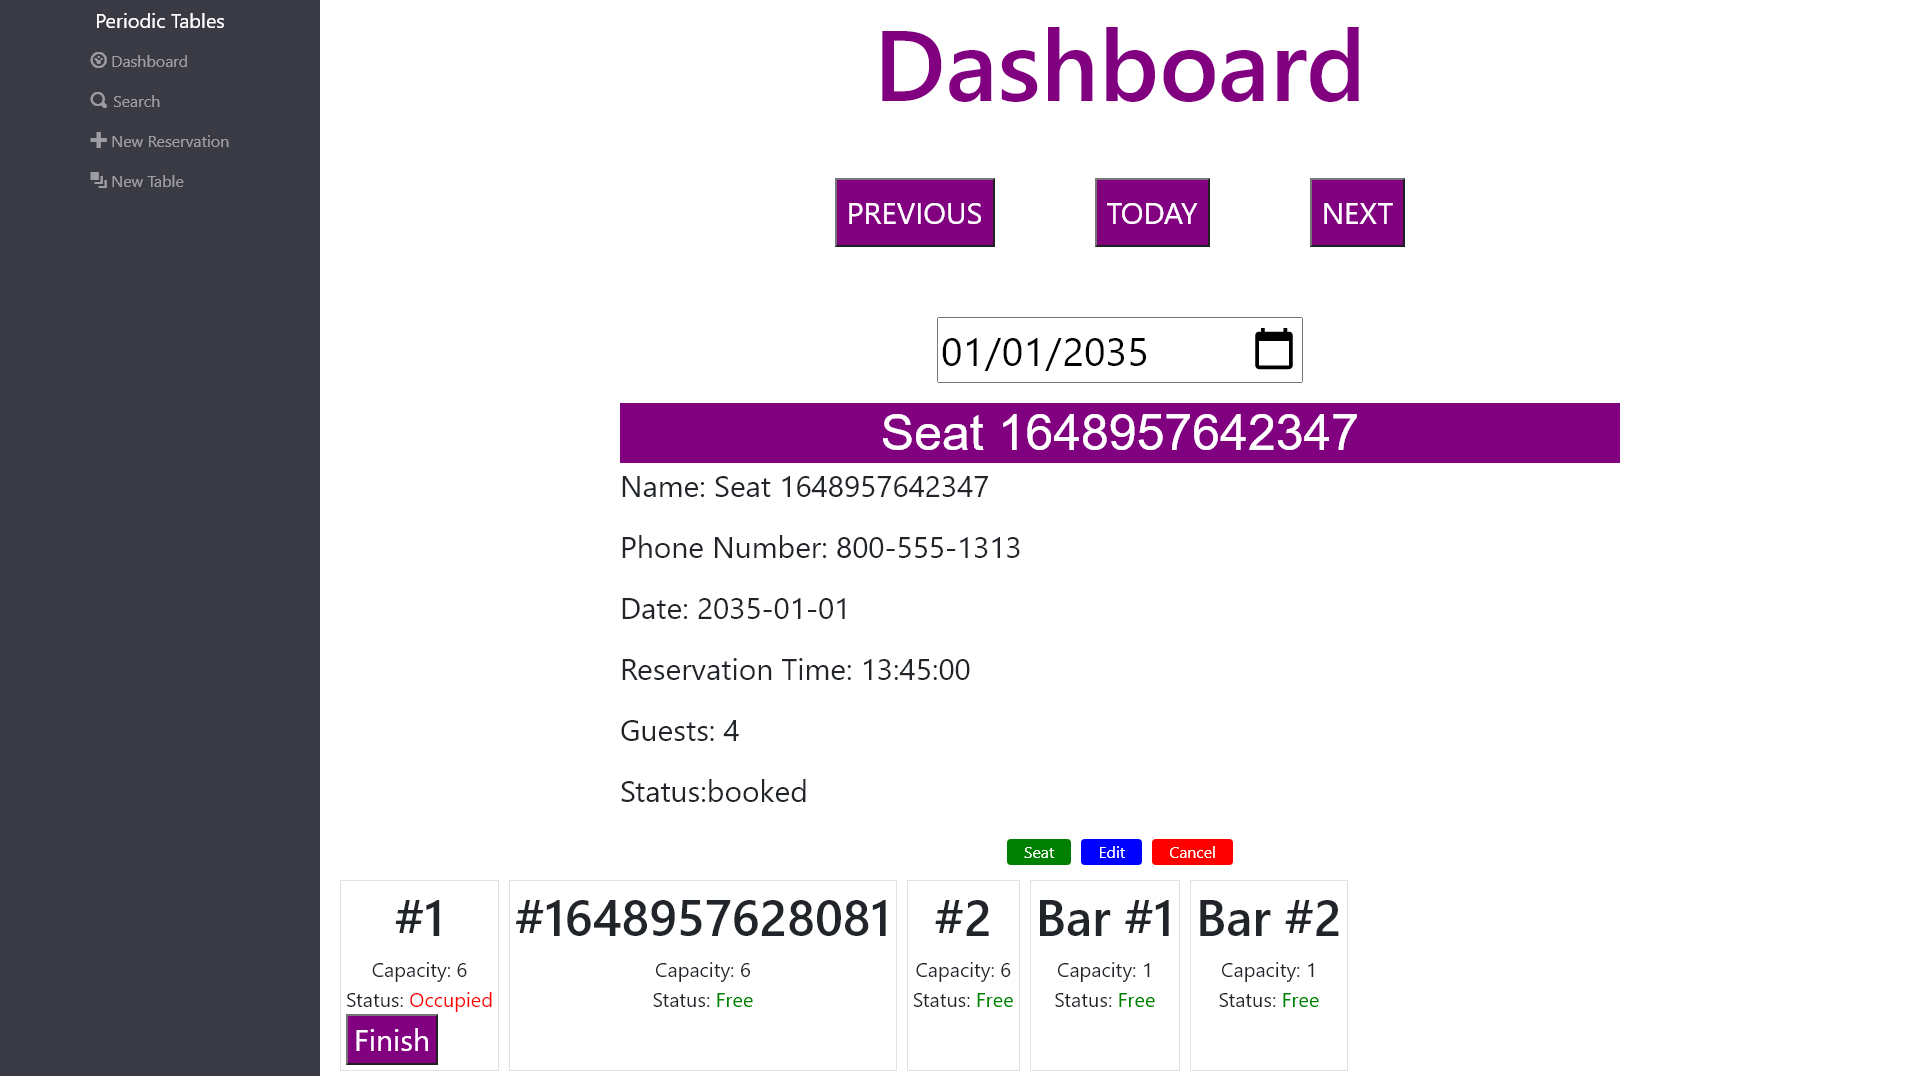 Periodic Tables
Dashboard
Search
New Reservation
New Table
Dashboard
PREVIOUS TODAY NEXT
01/01/2035
Seat 1648957642347
Name: Seat 1648957642347
Phone Number: 800-555-1313
Date: 2035-01-01
Reservation Time: 13:45:00
Guests: 4
Status:booked
Seat Edit Cancel
#1
Capacity: 6
Status: Occupied
Finish
#1648957628081
Capacity: 6
Status: Free
#2
Capacity: 6
Status: Free
Bar #1
Capacity: 1
Status: Free
Bar #2
Capacity: 1
Status: Free